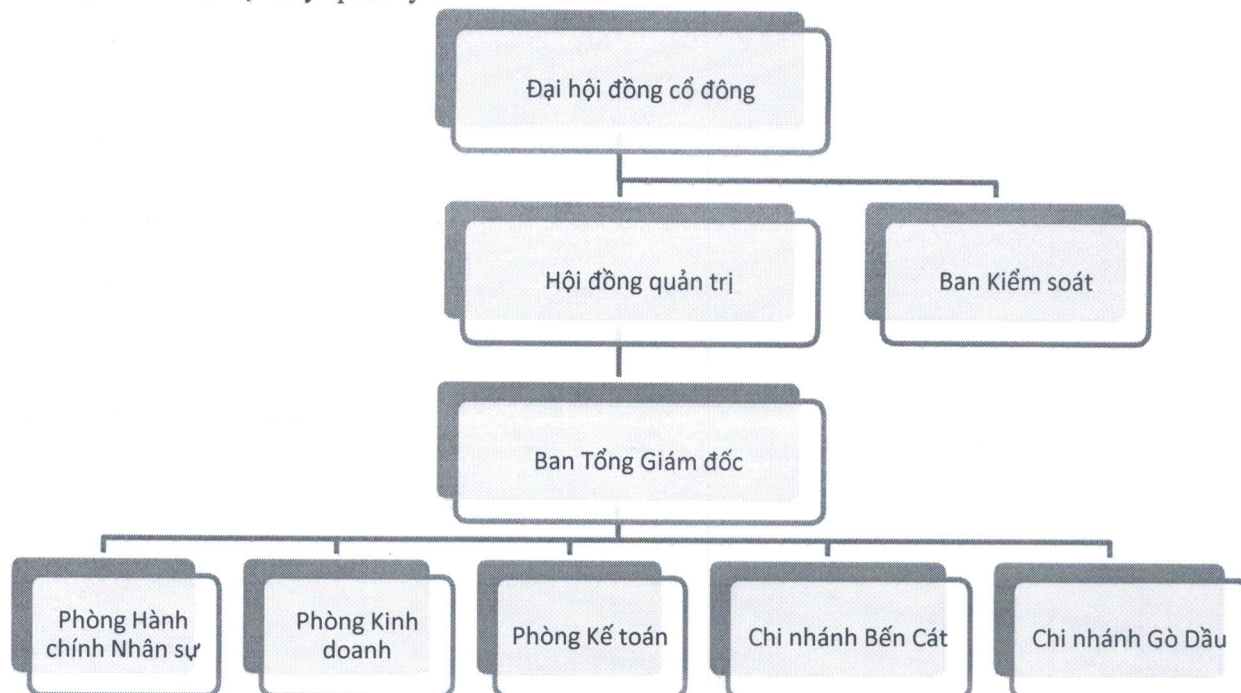 Đại hội đồng cổ đông
Hội đồng quản trị
Ban Kiểm soát
Ban Tổng Giám đốc
Phòng Hành
chính Nhân sự
Phòng Kinh
doanh
Phòng Kế toán
Chi nhánh Bến Cát
Chi nhánh Gò Dầu